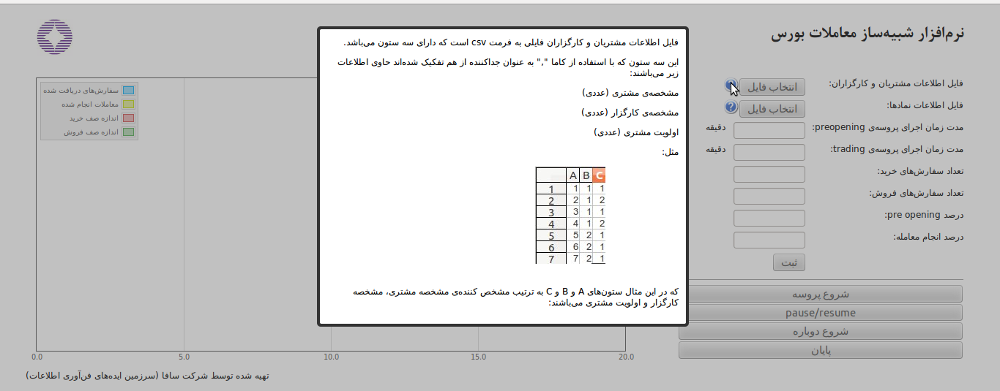 نرم‌افزار شبیه‌ساز معاملات بورس
فایل اطلاعات مشتریان و کارگزاران:
انتخاب فایل
فایل اطلاعات نمادها:
انتخاب فایل
?
مدت زمان اجرای پروسه‌ی preopening:
دقیقه
مدت زمان اجرای پروسه‌ی trading:
دقیقه
تعداد سفارش‌های خرید:
تعداد سفارش‌های فروش:
درصد pre opening:
درصد انجام معامله:
ثبت
شروع پروسه
pause/resume
شروع دوباره
پایان
فایل اطلاعات مشتریان و کارگزاران فایلی به فرمت csv است که دارای سه ستون می‌باشد.
این سه ستون که با استفاده از کاما "," به عنوان جداکننده از هم تفکیک شده‌اند حاوی اطلاعات
زیر می‌باشند:
مشخصه‌ی مشتری (عددی)
مشخصه‌ی کارگزار (عددی)
اولویت مشتری (عددی)
مثل:
A B C
1 1 1 1
2 2 1 2
3 3 1 1
4 4 1 2
5 5 2 1
6 6 2 1
7 7 2 1
که در این مثال ستون‌های A و B و C به ترتیب مشخص کننده‌ی مشخصه مشتری، مشخصه
کارگزار و اولویت مشتری می‌باشند:
سفارش‌های دریافت شده
معاملات انجام شده
اندازه صف خرید
اندازه صف فروش
0.0 5.0 10.0 15.0 20.0
تهیه شده توسط شرکت سافا (سرزمین ایده‌های فن‌آوری اطلاعات)